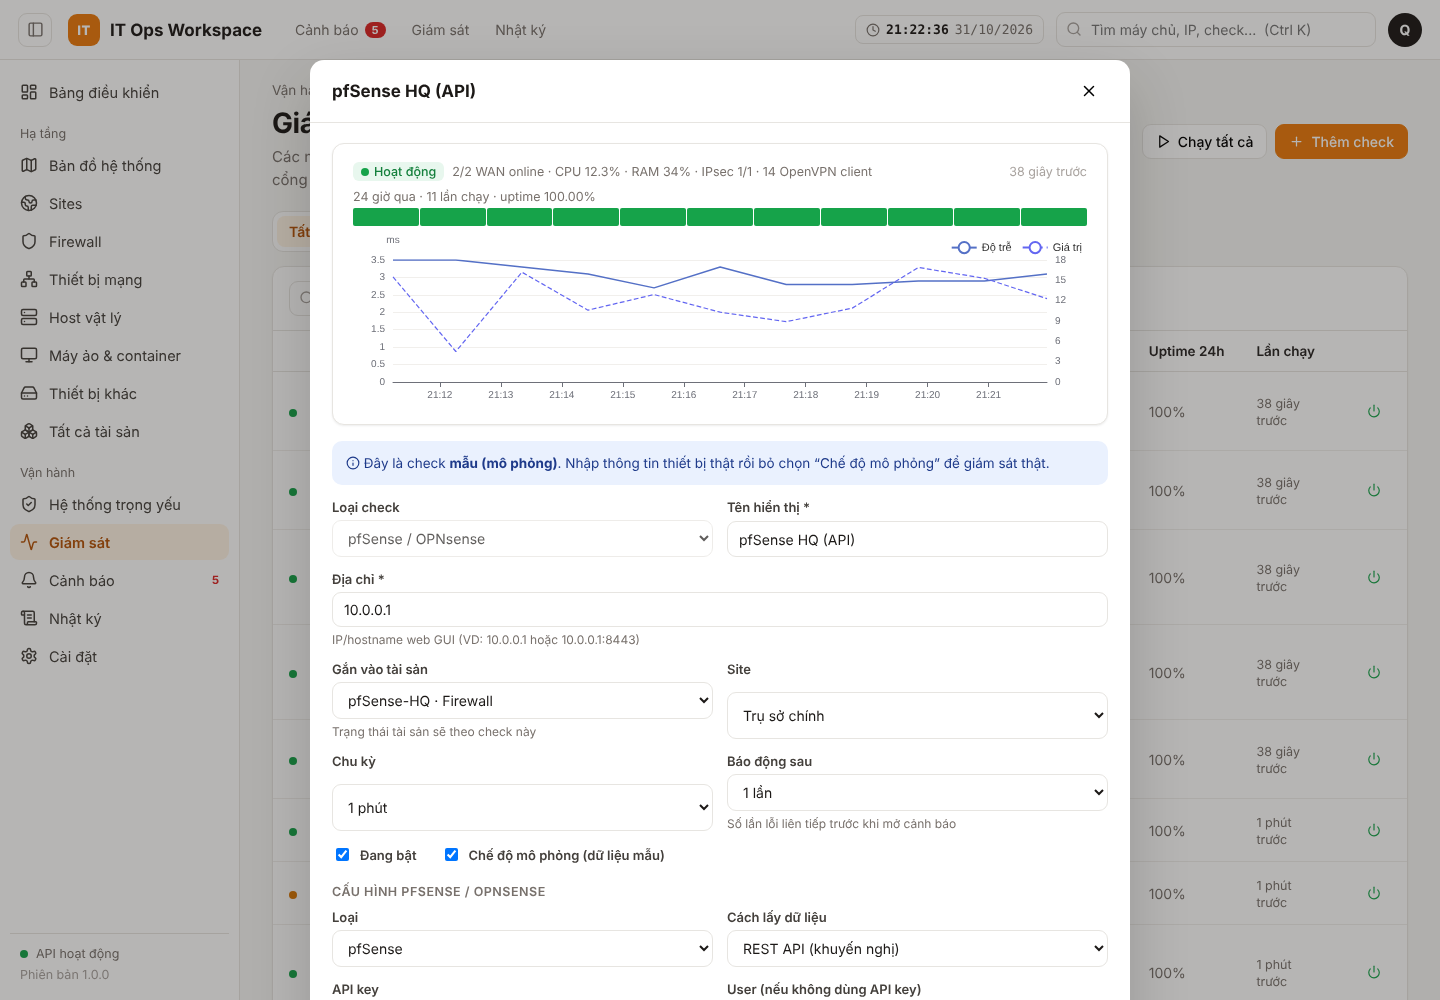 IT
IT Ops Workspace
Cảnh báo 5
Giám sát
Nhật ký
21:22:36 31/10/2026
Tìm máy chủ, IP, check... (Ctrl K)
Q
Bảng điều khiển
Hạ tầng
Bản đồ hệ thống
Sites
Firewall
Thiết bị mạng
Host vật lý
Máy ảo & container
Thiết bị khác
Tất cả tài sản
Vận hành
Hệ thống trọng yếu
Giám sát
Cảnh báo 5
Nhật ký
Cài đặt
API hoạt động
Phiên bản 1.0.0
Chạy tất cả
Thêm check
pfSense HQ (API)
Hoạt động 2/2 WAN online · CPU 12.3% · RAM 34% · IPsec 1/1 · 14 OpenVPN client 38 giây trước
24 giờ qua · 11 lần chạy · uptime 100.00%
ms
Độ trễ Giá trị
3.5 18
3 15
2.5 12
2 9
1.5 6
1 3
0.5
0 0
21:12 21:13 21:14 21:15 21:16 21:17 21:18 21:19 21:20 21:21
Đây là check mẫu (mô phỏng). Nhập thông tin thiết bị thật rồi bỏ chọn “Chế độ mô phỏng” để giám sát thật.
Loại check
pfSense / OPNsense
Tên hiển thị *
pfSense HQ (API)
Địa chỉ *
10.0.0.1
IP/hostname web GUI (VD: 10.0.0.1 hoặc 10.0.0.1:8443)
Gắn vào tài sản
pfSense-HQ · Firewall
Trạng thái tài sản sẽ theo check này
Site
Trụ sở chính
Chu kỳ
1 phút
Báo động sau
1 lần
Số lần lỗi liên tiếp trước khi mở cảnh báo
Đang bật
Chế độ mô phỏng (dữ liệu mẫu)
CẤU HÌNH PFSENSE / OPNSENSE
Loại
pfSense
Cách lấy dữ liệu
REST API (khuyến nghị)
API key
User (nếu không dùng API key)
Uptime 24h
Lần chạy
100% 38 giây
trước
100% 38 giây
trước
100% 38 giây
trước
100% 38 giây
trước
100% 38 giây
trước
100% 1 phút
trước
100% 1 phút
trước
100% 1 phút
trước